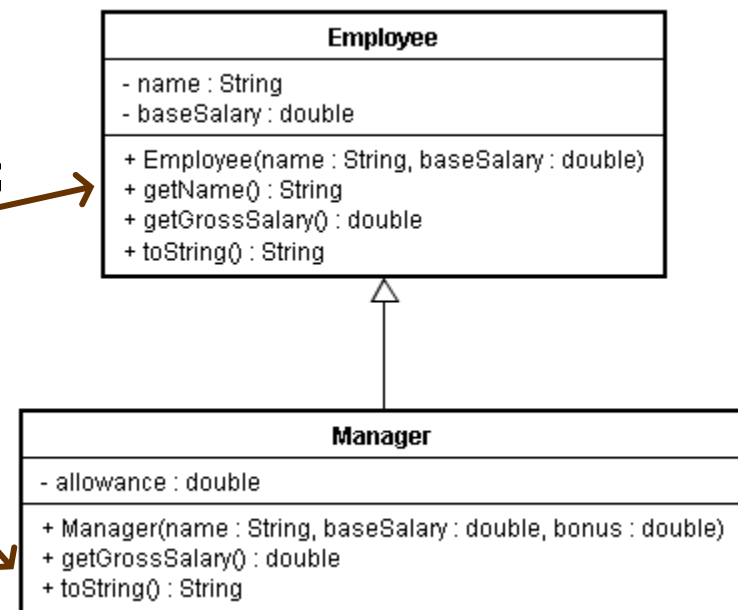 Employee
- name : String
- baseSalary : double
+ Employee(name : String, baseSalary : double)
+ getName() : String
+ getGrossSalary() : double
+ toString() : String
Manager
- allowance : double
+ Manager(name : String, baseSalary : double, bonus : double)
+ getGrossSalary() : double
+ toString() : String